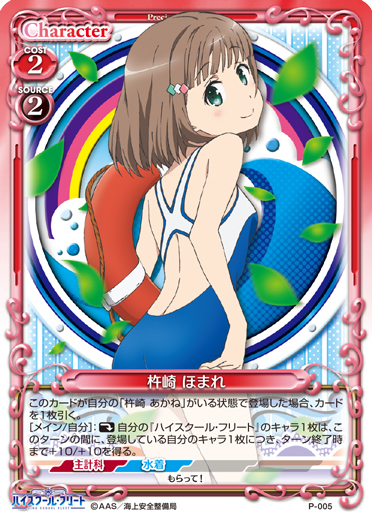 Preci
Character
COST
2
SOURCE
2
杵崎 ほまれ
このカードが自分の「杵崎 あかね」がいる状態で登場した場合、カード
を1枚引く。
[メイン/自分]: 自分の『ハイスクール・フリート』のキャラ1枚は、こ
のターンの間に、登場している自分のキャラ1枚につき、ターン終了時
まで+10/+10を得る。
主計科 水着
もらって!
ハイスクール・フリート
©AAS/海上安全整備局 P-005